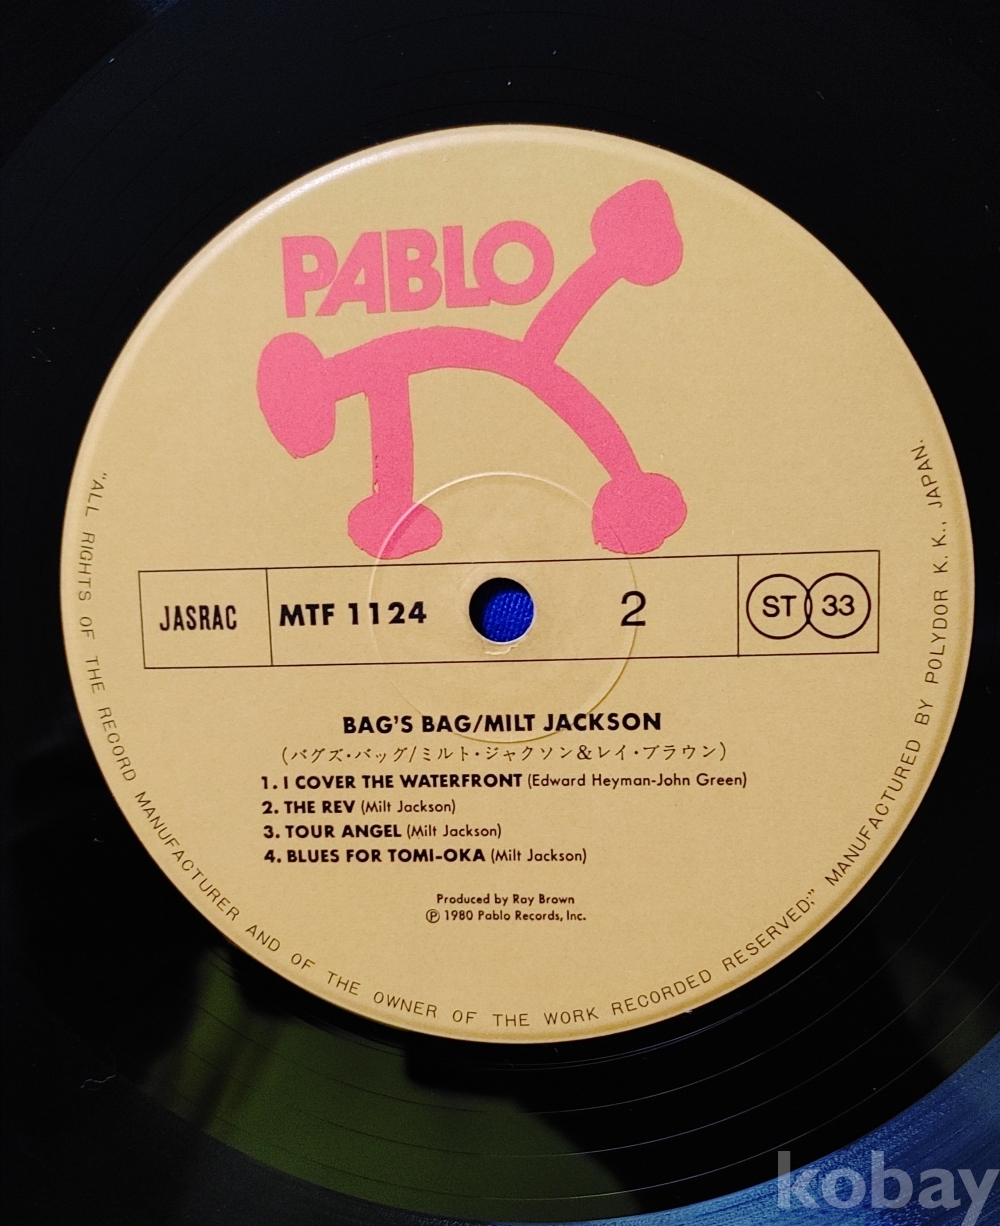 PABLO
JASRAC
MTF 1124
2
ST 33
BAG'S BAG/MILT JACKSON
(バグズ・バッグ/ミルト・ジャクソン&レイ・ブラウン)
1. I COVER THE WATERFRONT (Edward Heyman-John Green)
2. THE REV (Milt Jackson)
3. TOUR ANGEL (Milt Jackson)
4. BLUES FOR TOMI-OKA (Milt Jackson)
Produced by Ray Brown
℗ 1980 Pablo Records, Inc.
"ALL RIGHTS OF THE RECORD MANUFACTURER AND OF THE OWNER OF THE WORK RECORDED RESERVED;" MANUFACTURED BY POLYDOR K. K., JAPAN.
kobay